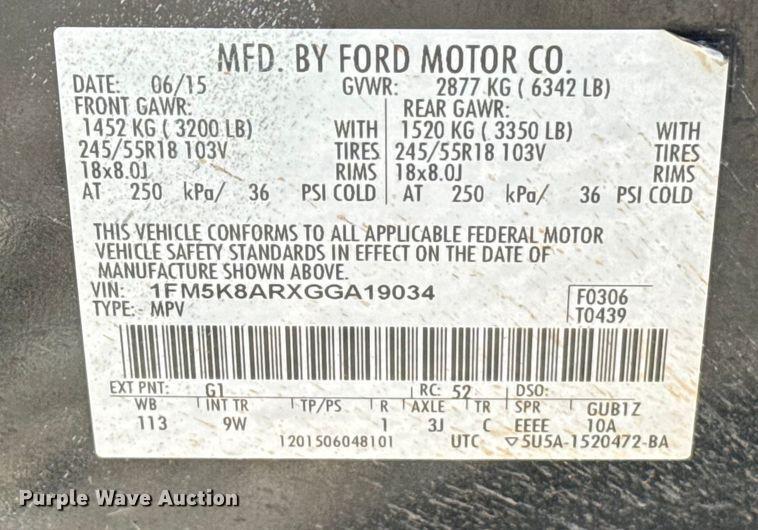 MFD. BY FORD MOTOR CO.
DATE: 06/15 GVWR: 2877 KG ( 6342 LB)
FRONT GAWR: REAR GAWR:
1452 KG ( 3200 LB) WITH 1520 KG ( 3350 LB) WITH
245/55R18 103V TIRES 245/55R18 103V TIRES
18x8.0J RIMS 18x8.0J RIMS
AT 250 kPa/ 36 PSI COLD AT 250 kPa/ 36 PSI COLD
THIS VEHICLE CONFORMS TO ALL APPLICABLE FEDERAL MOTOR
VEHICLE SAFETY STANDARDS IN EFFECT ON THE DATE OF
MANUFACTURE SHOWN ABOVE.
VIN: 1FM5K8ARXGGA19034 F0306
TYPE: MPV T0439
EXT PNT: G1 RC: 52 DSO:
WB INT TR TP/PS R AXLE TR SPR GUB1Z
113 9W 1 3J C EEEE 10A
1201506048101 UTC ▽5U5A-1520472-BA
Purple Wave Auction